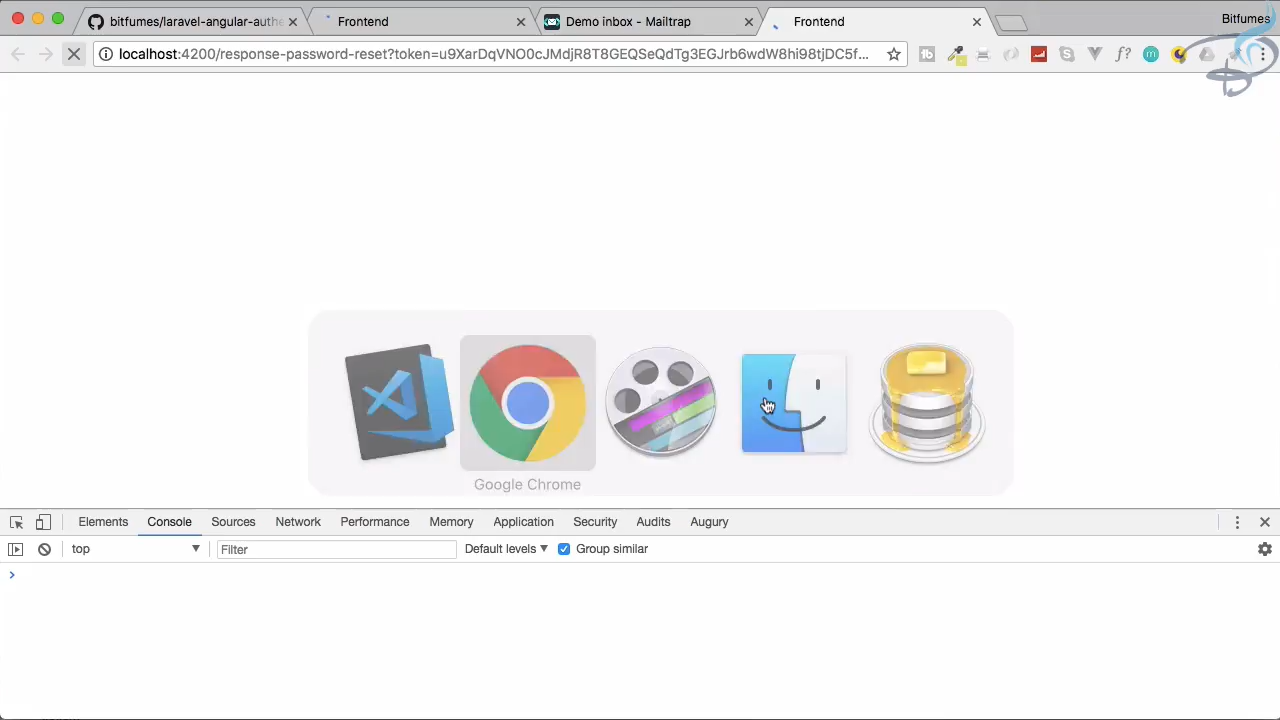 bitfumes/laravel-angular-authe
Frontend
Demo inbox - Mailtrap
Frontend
Bitfumes
localhost:4200/response-password-reset?token=u9XarDqVNO0cJMdjR8T8GEQSeQdTg3EGJrb6wdW8hi98tjDC5f...
Google Chrome
Elements
Console
Sources
Network
Performance
Memory
Application
Security
Audits
Augury
top
Filter
Default levels
Group similar